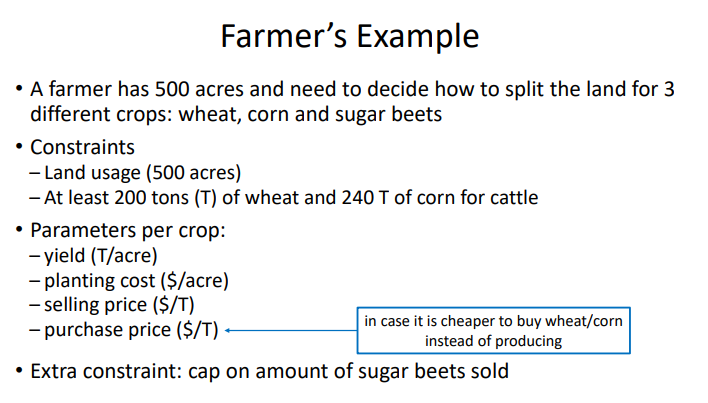 Farmer's Example
• A farmer has 500 acres and need to decide how to split the land for 3
different crops: wheat, corn and sugar beets
• Constraints
– Land usage (500 acres)
– At least 200 tons (T) of wheat and 240 T of corn for cattle
• Parameters per crop:
– yield (T/acre)
– planting cost ($/acre)
– selling price ($/T)
– purchase price ($/T)
in case it is cheaper to buy wheat/corn
instead of producing
• Extra constraint: cap on amount of sugar beets sold